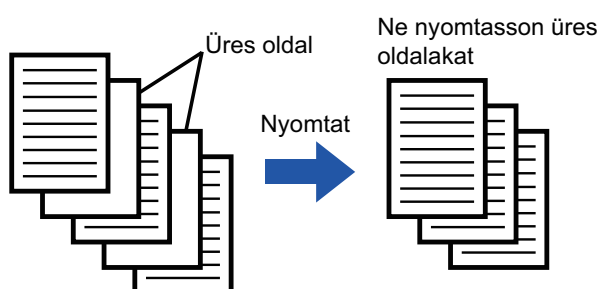 Üres oldal
Nyomtat
Ne nyomtasson üres
oldalakat